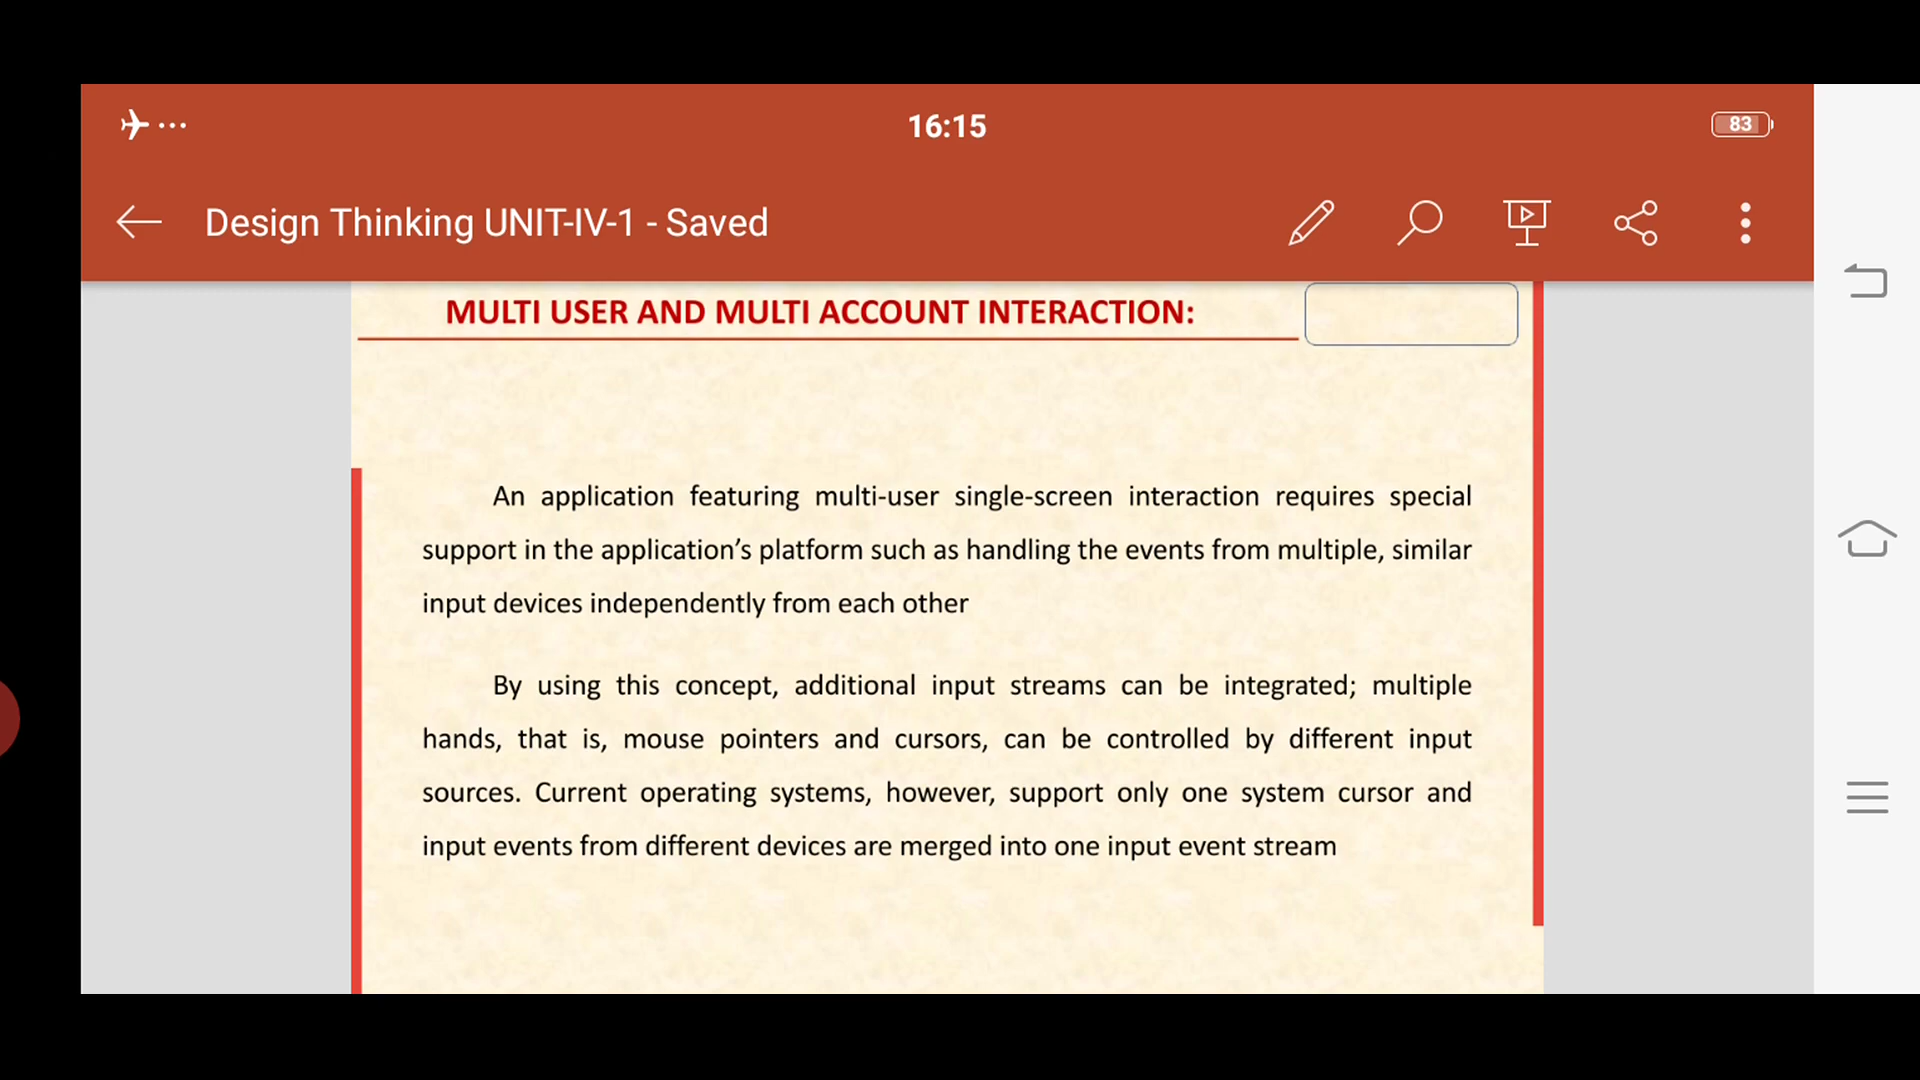 16:15
83
Design Thinking UNIT-IV-1 - Saved
MULTI USER AND MULTI ACCOUNT INTERACTION:
An application featuring multi-user single-screen interaction requires special
support in the application’s platform such as handling the events from multiple, similar
input devices independently from each other
By using this concept, additional input streams can be integrated; multiple
hands, that is, mouse pointers and cursors, can be controlled by different input
sources. Current operating systems, however, support only one system cursor and
input events from different devices are merged into one input event stream